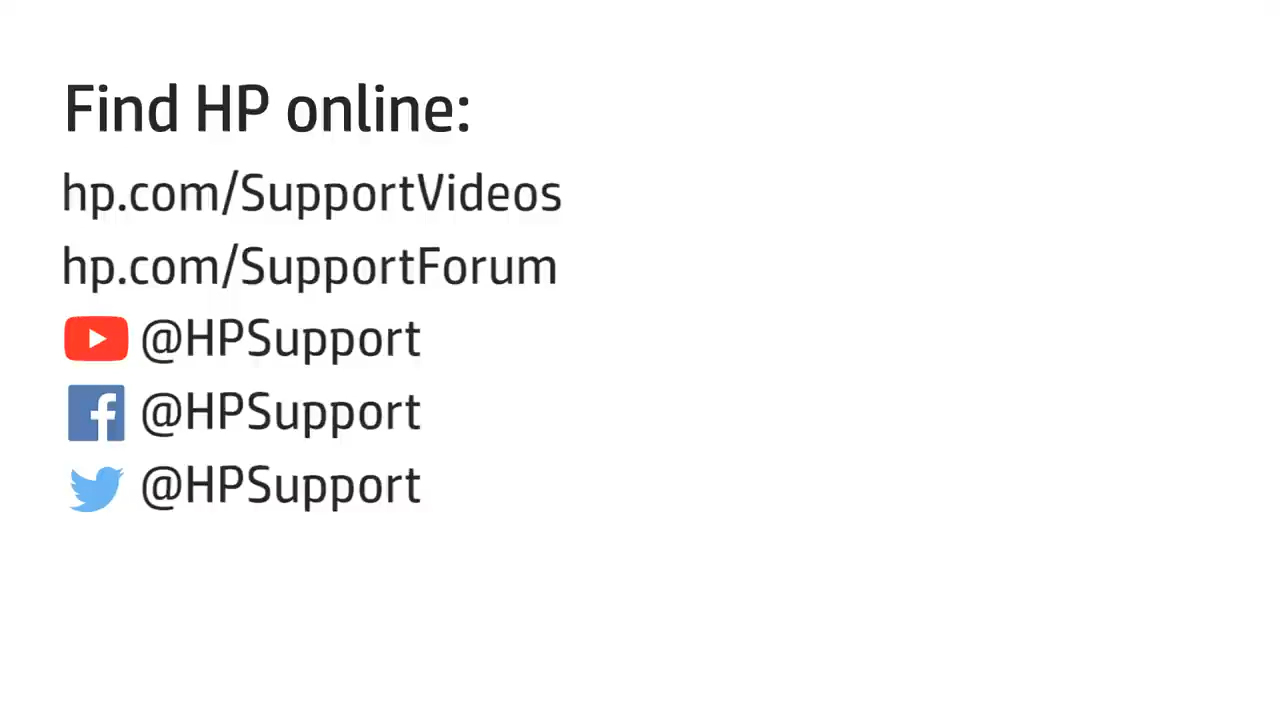 Find HP online:
hp.com/SupportVideos
hp.com/SupportForum
@HPSupport
@HPSupport
@HPSupport